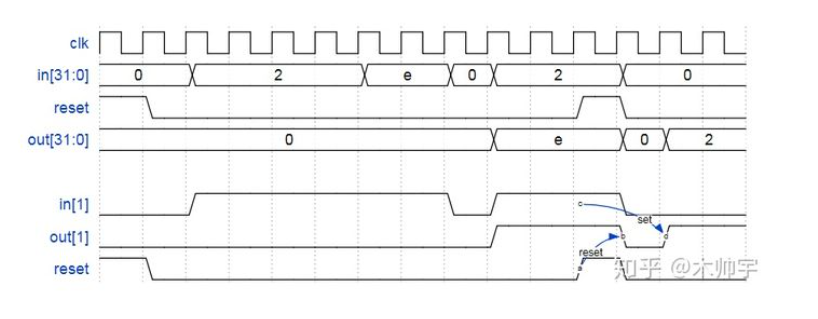 clk
in[31:0] 0 2 e 0 2 0
reset
out[31:0] 0 e 0 2
in[1] c
set
out[1] b d
reset
reset a
知乎 @木帅宇